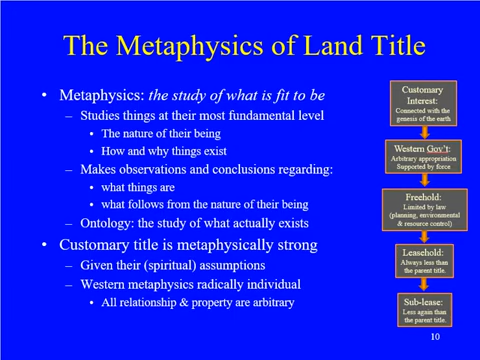 The Metaphysics of Land Title
• Metaphysics: the study of what is fit to be
– Studies things at their most fundamental level
• The nature of their being
• How and why things exist
– Makes observations and conclusions regarding:
• what things are
• what follows from the nature of their being
– Ontology: the study of what actually exists
• Customary title is metaphysically strong
– Given their (spiritual) assumptions
– Western metaphysics radically individual
• All relationship & property are arbitrary
Customary
Interest:
Connected with the
genesis of the earth
Western Gov't:
Arbitrary appropriation
Supported by force
Freehold:
Limited by law
(planning, environmental
& resource control)
Leasehold:
Always less than
the parent title.
Sub-lease:
Less again than
the parent title.
10